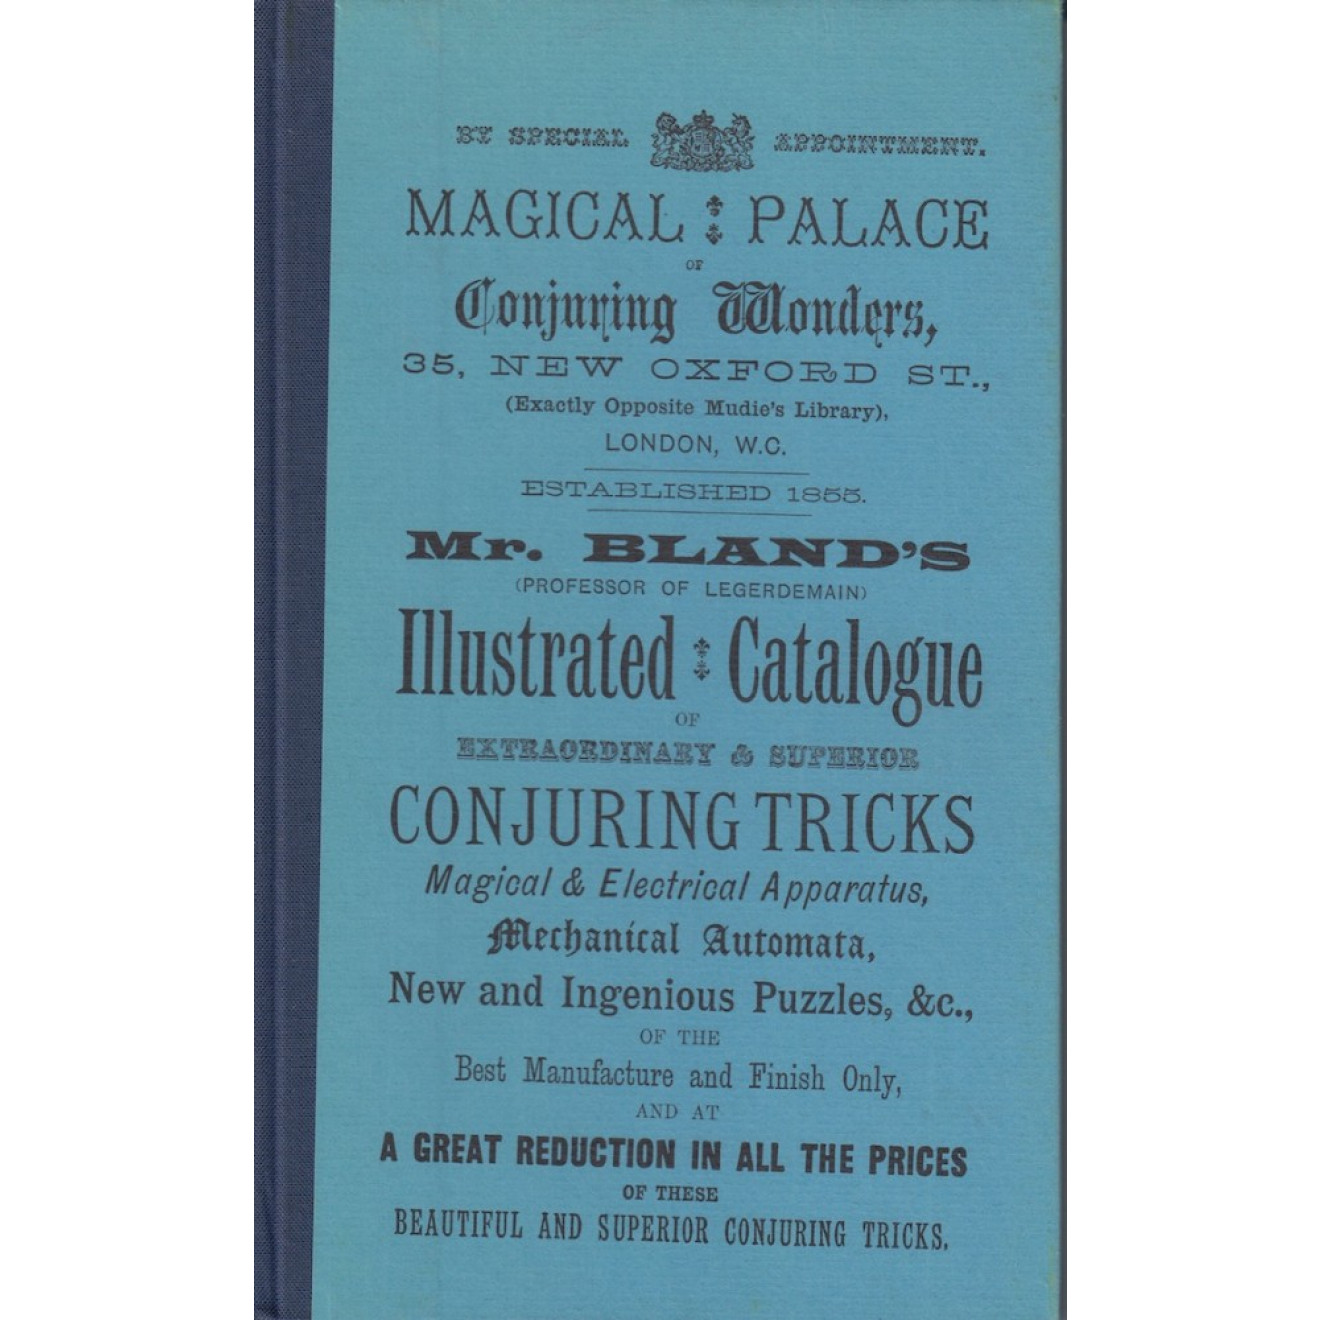 BY SPECIAL APPOINTMENT.
MAGICAL PALACE
OF
Conjuring Wonders,
35, NEW OXFORD ST.,
(Exactly Opposite Mudie's Library),
LONDON, W.C.
ESTABLISHED 1855.
Mr. BLAND'S
(PROFESSOR OF LEGERDEMAIN)
Illustrated Catalogue
OF
EXTRAORDINARY & SUPERIOR
CONJURING TRICKS
Magical & Electrical Apparatus,
Mechanical Automata,
New and Ingenious Puzzles, &c.,
OF THE
Best Manufacture and Finish Only,
AND AT
A GREAT REDUCTION IN ALL THE PRICES
OF THESE
BEAUTIFUL AND SUPERIOR CONJURING TRICKS.